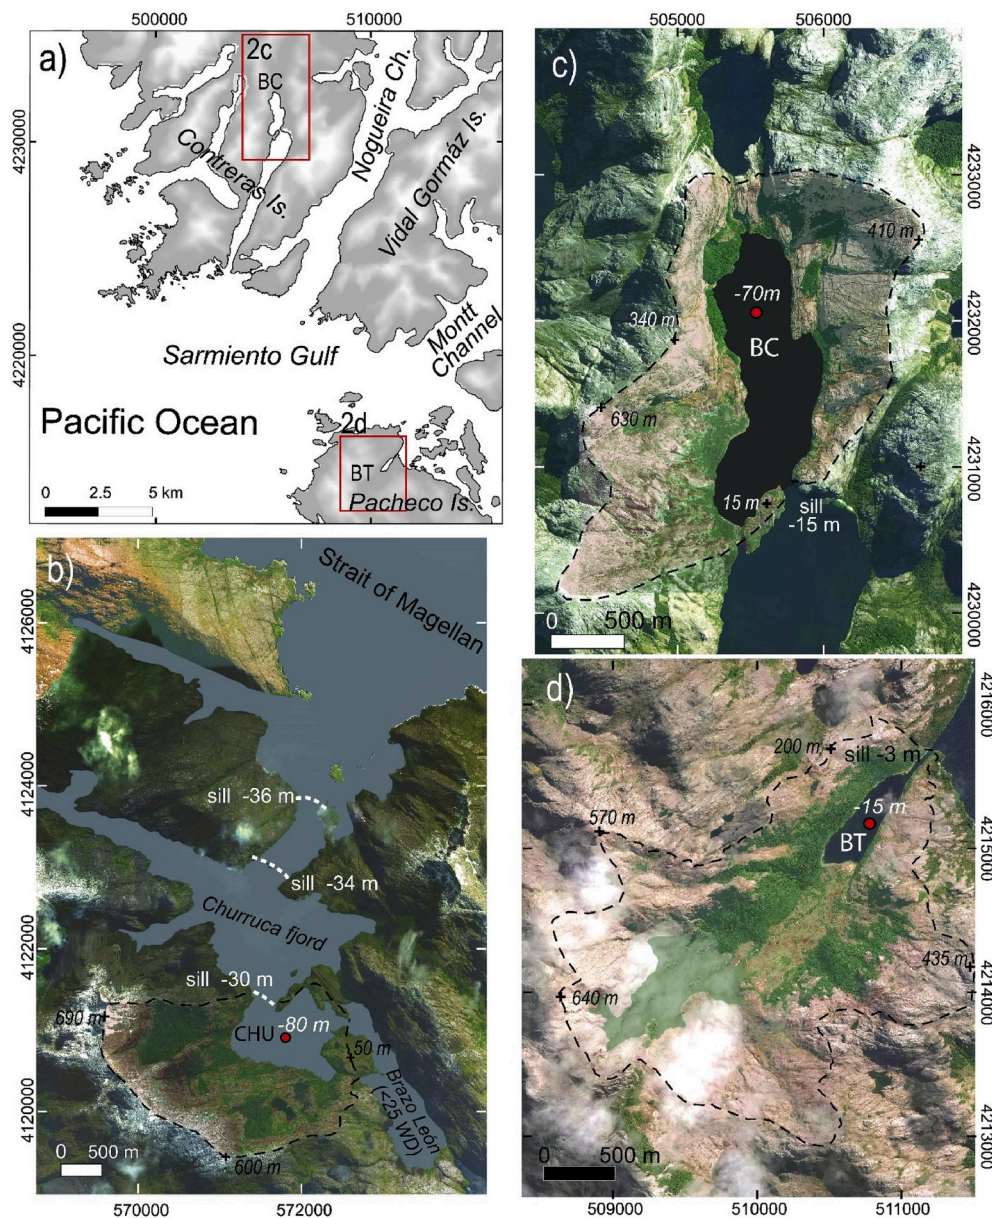 500000 510000
a)
2c
BC
Nogueira Ch.
Vidal Gormáz Is.
Contreras Is.
4230000
4220000
Montt
Channel
Sarmiento Gulf
Pacific Ocean
2d
BT
Pacheco Is.
0 2.5 5 km
b)
Strait of Magellan
4126000
4124000
4122000
4120000
sill -36 m
sill -34 m
Churruca fjord
sill -30 m
690 m
CHU
-80 m
50 m
Brazo León
(<25 WD)
600 m
0 500 m
570000 572000
505000 506000
c)
4233000
4232000
4231000
4230000
410 m
-70m
340 m
BC
630 m
15 m
sill
-15 m
0 500 m
d)
4216000
4215000
4214000
4213000
200 m
sill -3 m
-15 m
570 m
BT
435 m
640 m
0 500 m
509000 510000 511000